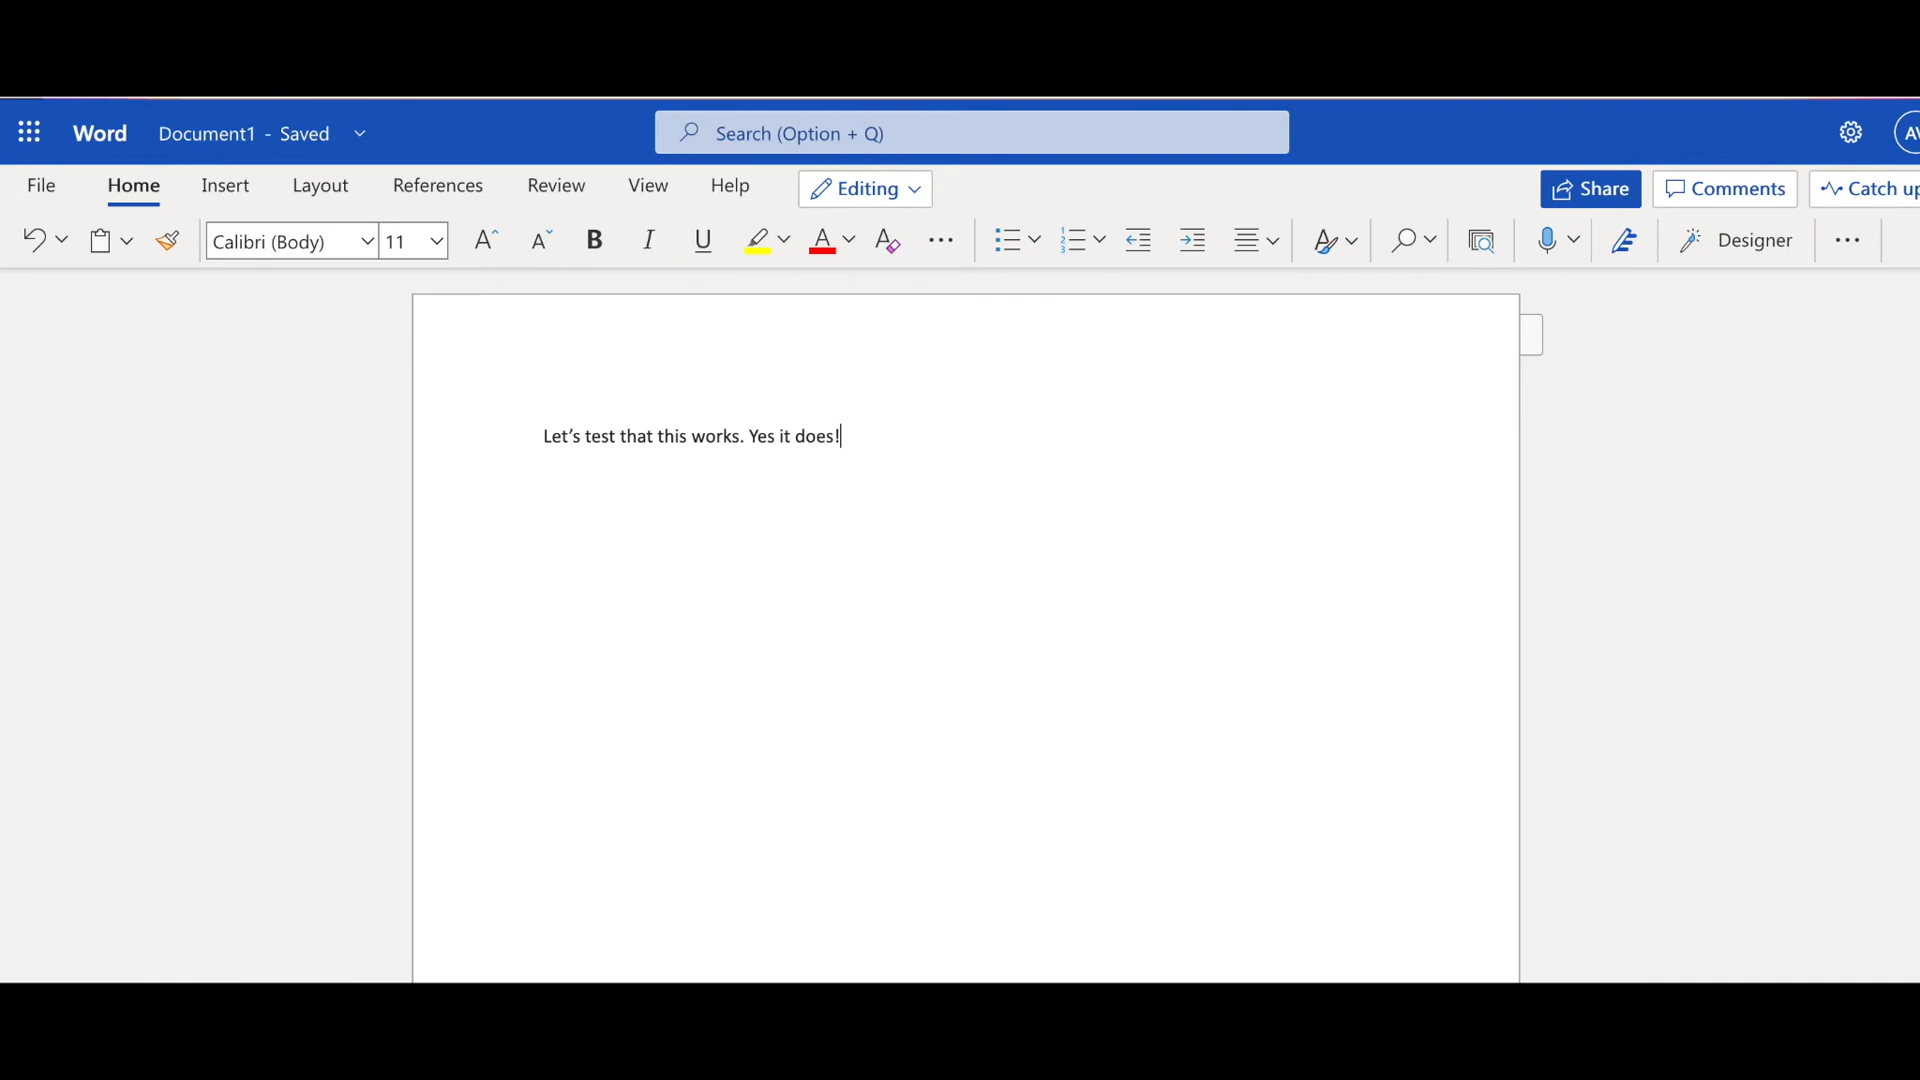 Word Document1 - Saved Search (Option + Q)
File Home Insert Layout References Review View Help Editing Share Comments Catch up
Calibri (Body) 11 A A B I U A A Designer
Let’s test that this works. Yes it does!